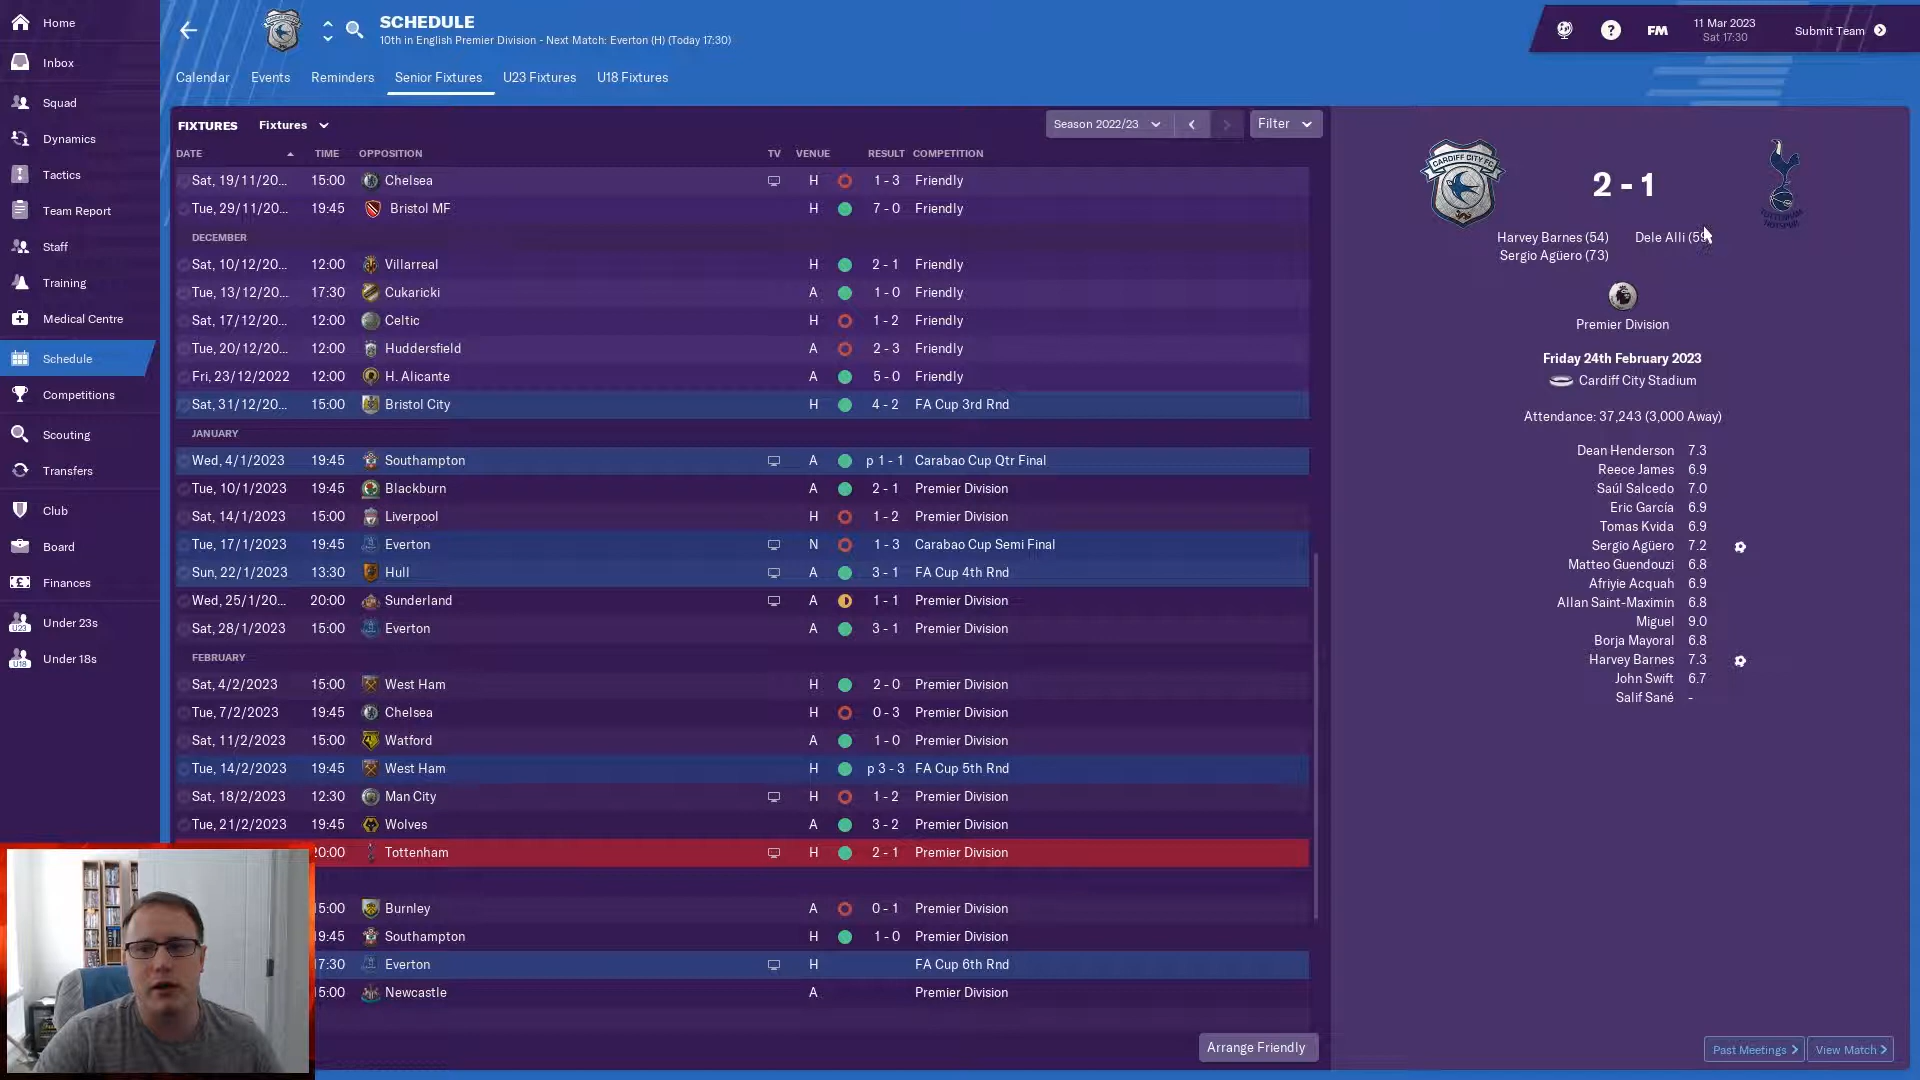 Home
Inbox
Squad
Dynamics
Tactics
Team Report
Staff
Training
Medical Centre
Schedule
Competitions
Scouting
Transfers
Club
Board
Finances
U23 Under 23s
U18 Under 18s
SCHEDULE
10th in English Premier Division - Next Match: Everton (H) (Today 17:30)
FM
11 Mar 2023
Sat 17:30
Submit Team
Calendar Events Reminders Senior Fixtures U23 Fixtures U18 Fixtures
FIXTURES Fixtures Season 2022/23 Filter
DATE TIME OPPOSITION TV VENUE RESULT COMPETITION
Sat, 19/11/20... 15:00 Chelsea H 1 - 3 Friendly
Tue, 29/11/20... 19:45 Bristol MF H 7 - 0 Friendly
DECEMBER
Sat, 10/12/20... 12:00 Villarreal H 2 - 1 Friendly
Tue, 13/12/20... 17:30 Cukaricki A 1 - 0 Friendly
Sat, 17/12/20... 12:00 Celtic H 1 - 2 Friendly
Tue, 20/12/20... 12:00 Huddersfield A 2 - 3 Friendly
Fri, 23/12/2022 12:00 H. Alicante A 5 - 0 Friendly
Sat, 31/12/20... 15:00 Bristol City H 4 - 2 FA Cup 3rd Rnd
JANUARY
Wed, 4/1/2023 19:45 Southampton A p 1 - 1 Carabao Cup Qtr Final
Tue, 10/1/2023 19:45 Blackburn A 2 - 1 Premier Division
Sat, 14/1/2023 15:00 Liverpool H 1 - 2 Premier Division
Tue, 17/1/2023 19:45 Everton N 1 - 3 Carabao Cup Semi Final
Sun, 22/1/2023 13:30 Hull A 3 - 1 FA Cup 4th Rnd
Wed, 25/1/20... 20:00 Sunderland A 1 - 1 Premier Division
Sat, 28/1/2023 15:00 Everton A 3 - 1 Premier Division
FEBRUARY
Sat, 4/2/2023 15:00 West Ham H 2 - 0 Premier Division
Tue, 7/2/2023 19:45 Chelsea H 0 - 3 Premier Division
Sat, 11/2/2023 15:00 Watford A 1 - 0 Premier Division
Tue, 14/2/2023 19:45 West Ham H p 3 - 3 FA Cup 5th Rnd
Sat, 18/2/2023 12:30 Man City H 1 - 2 Premier Division
Tue, 21/2/2023 19:45 Wolves A 3 - 2 Premier Division
20:00 Tottenham H 2 - 1 Premier Division
15:00 Burnley A 0 - 1 Premier Division
19:45 Southampton H 1 - 0 Premier Division
17:30 Everton H FA Cup 6th Rnd
15:00 Newcastle A Premier Division
Arrange Friendly
CARDIFF CITY FC
2 - 1
TOTTENHAM HOTSPUR
Harvey Barnes (54) Dele Alli (59
Sergio Agüero (73)
Premier Division
Friday 24th February 2023
Cardiff City Stadium
Attendance: 37,243 (3,000 Away)
Dean Henderson 7.3
Reece James 6.9
Saúl Salcedo 7.0
Eric García 6.9
Tomas Kvida 6.9
Sergio Agüero 7.2
Matteo Guendouzi 6.8
Afriyie Acquah 6.9
Allan Saint-Maximin 6.8
Miguel 9.0
Borja Mayoral 6.8
Harvey Barnes 7.3
John Swift 6.7
Salif Sané -
Past Meetings View Match